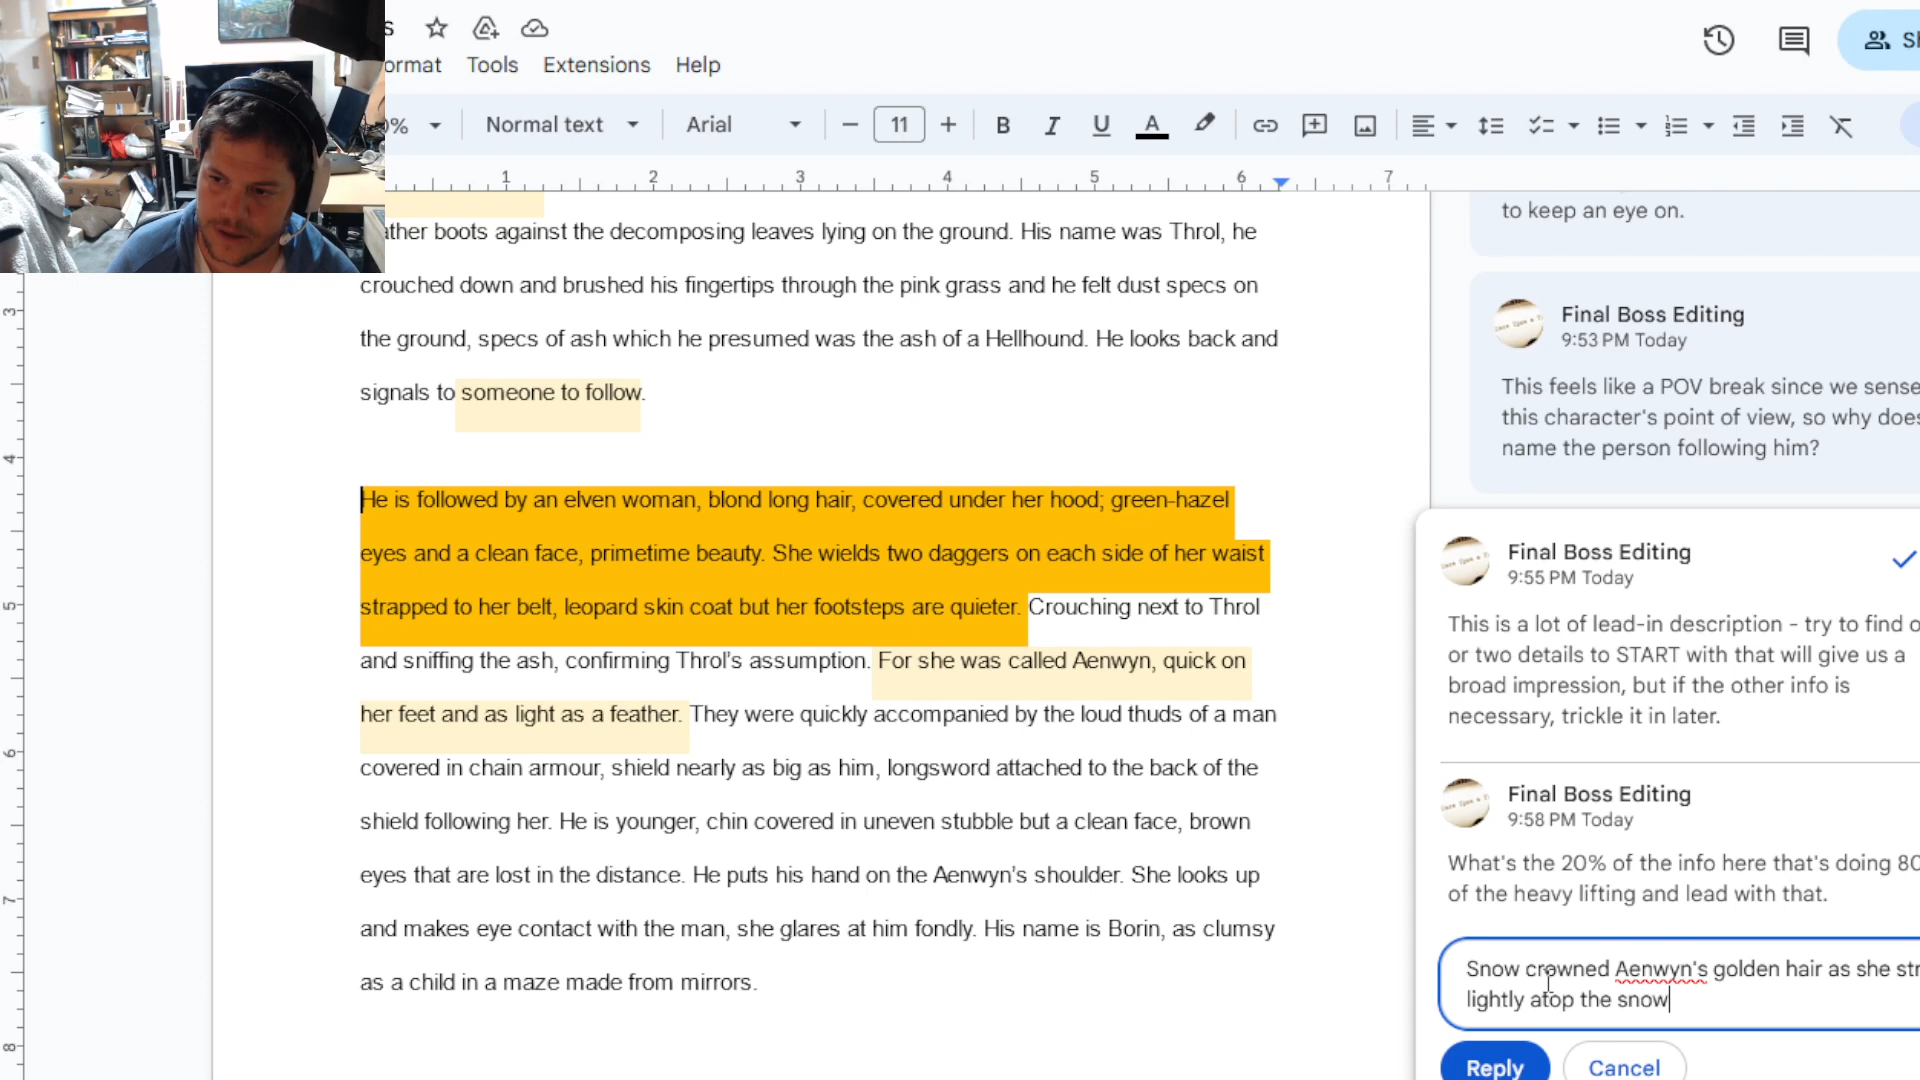 s
ormat Tools Extensions Help
Sh
0% Normal text Arial 11 B I U A
1 2 3 4 5 6 7
ather boots against the decomposing leaves lying on the ground. His name was Throl, he
crouched down and brushed his fingertips through the pink grass and he felt dust specs on
the ground, specs of ash which he presumed was the ash of a Hellhound. He looks back and
signals to someone to follow.
He is followed by an elven woman, blond long hair, covered under her hood; green-hazel
eyes and a clean face, primetime beauty. She wields two daggers on each side of her waist
strapped to her belt, leopard skin coat but her footsteps are quieter. Crouching next to Throl
and sniffing the ash, confirming Throl's assumption. For she was called Aenwyn, quick on
her feet and as light as a feather. They were quickly accompanied by the loud thuds of a man
covered in chain armour, shield nearly as big as him, longsword attached to the back of the
shield following her. He is younger, chin covered in uneven stubble but a clean face, brown
eyes that are lost in the distance. He puts his hand on the Aenwyn's shoulder. She looks up
and makes eye contact with the man, she glares at him fondly. His name is Borin, as clumsy
as a child in a maze made from mirrors.
3
4
5
6
7
8
to keep an eye on.
Final Boss Editing
9:53 PM Today
This feels like a POV break since we sense
this character's point of view, so why does
name the person following him?
Final Boss Editing
9:55 PM Today
This is a lot of lead-in description - try to find o
or two details to START with that will give us a
broad impression, but if the other info is
necessary, trickle it in later.
Final Boss Editing
9:58 PM Today
What's the 20% of the info here that's doing 80
of the heavy lifting and lead with that.
Snow crowned Aenwyn's golden hair as she str
lightly atop the snow
Reply Cancel